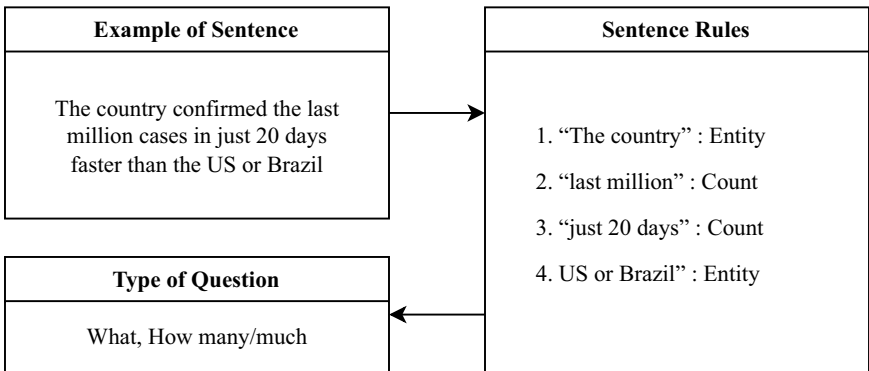 Example of Sentence
The country confirmed the last
million cases in just 20 days
faster than the US or Brazil
Sentence Rules
1. “The country” : Entity
2. “last million” : Count
3. “just 20 days” : Count
4. US or Brazil” : Entity
Type of Question
What, How many/much